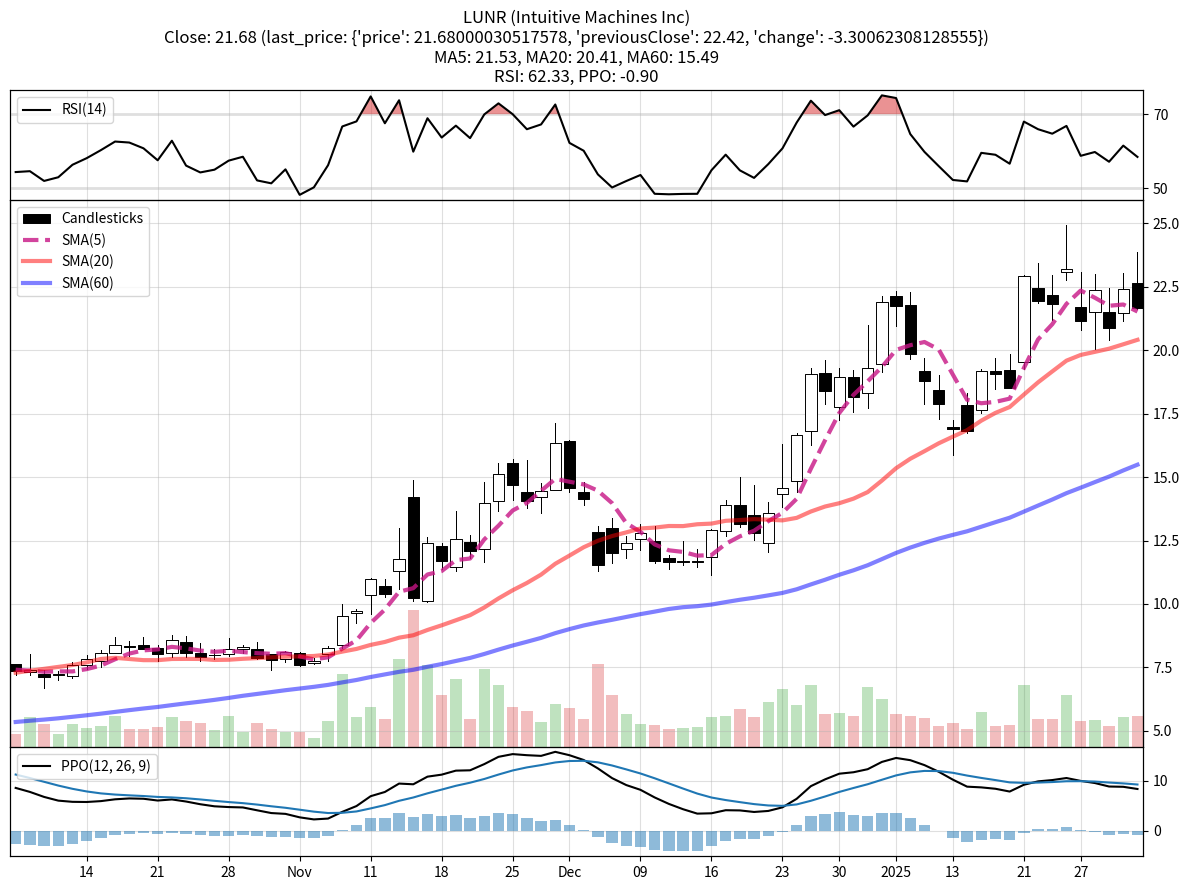 LUNR (Intuitive Machines Inc)
Close: 21.68 (last_price: {'price': 21.68000030517578, 'previousClose': 22.42, 'change': -3.30062308128555})
MA5: 21.53, MA20: 20.41, MA60: 15.49
RSI: 62.33, PPO: -0.90
RSI(14)
70
50
Candlesticks
SMA(5)
SMA(20)
SMA(60)
25.0
22.5
20.0
17.5
15.0
12.5
10.0
7.5
5.0
PPO(12, 26, 9)
10
0
14 21 28 Nov 11 18 25 Dec 09 16 23 30 2025 13 21 27